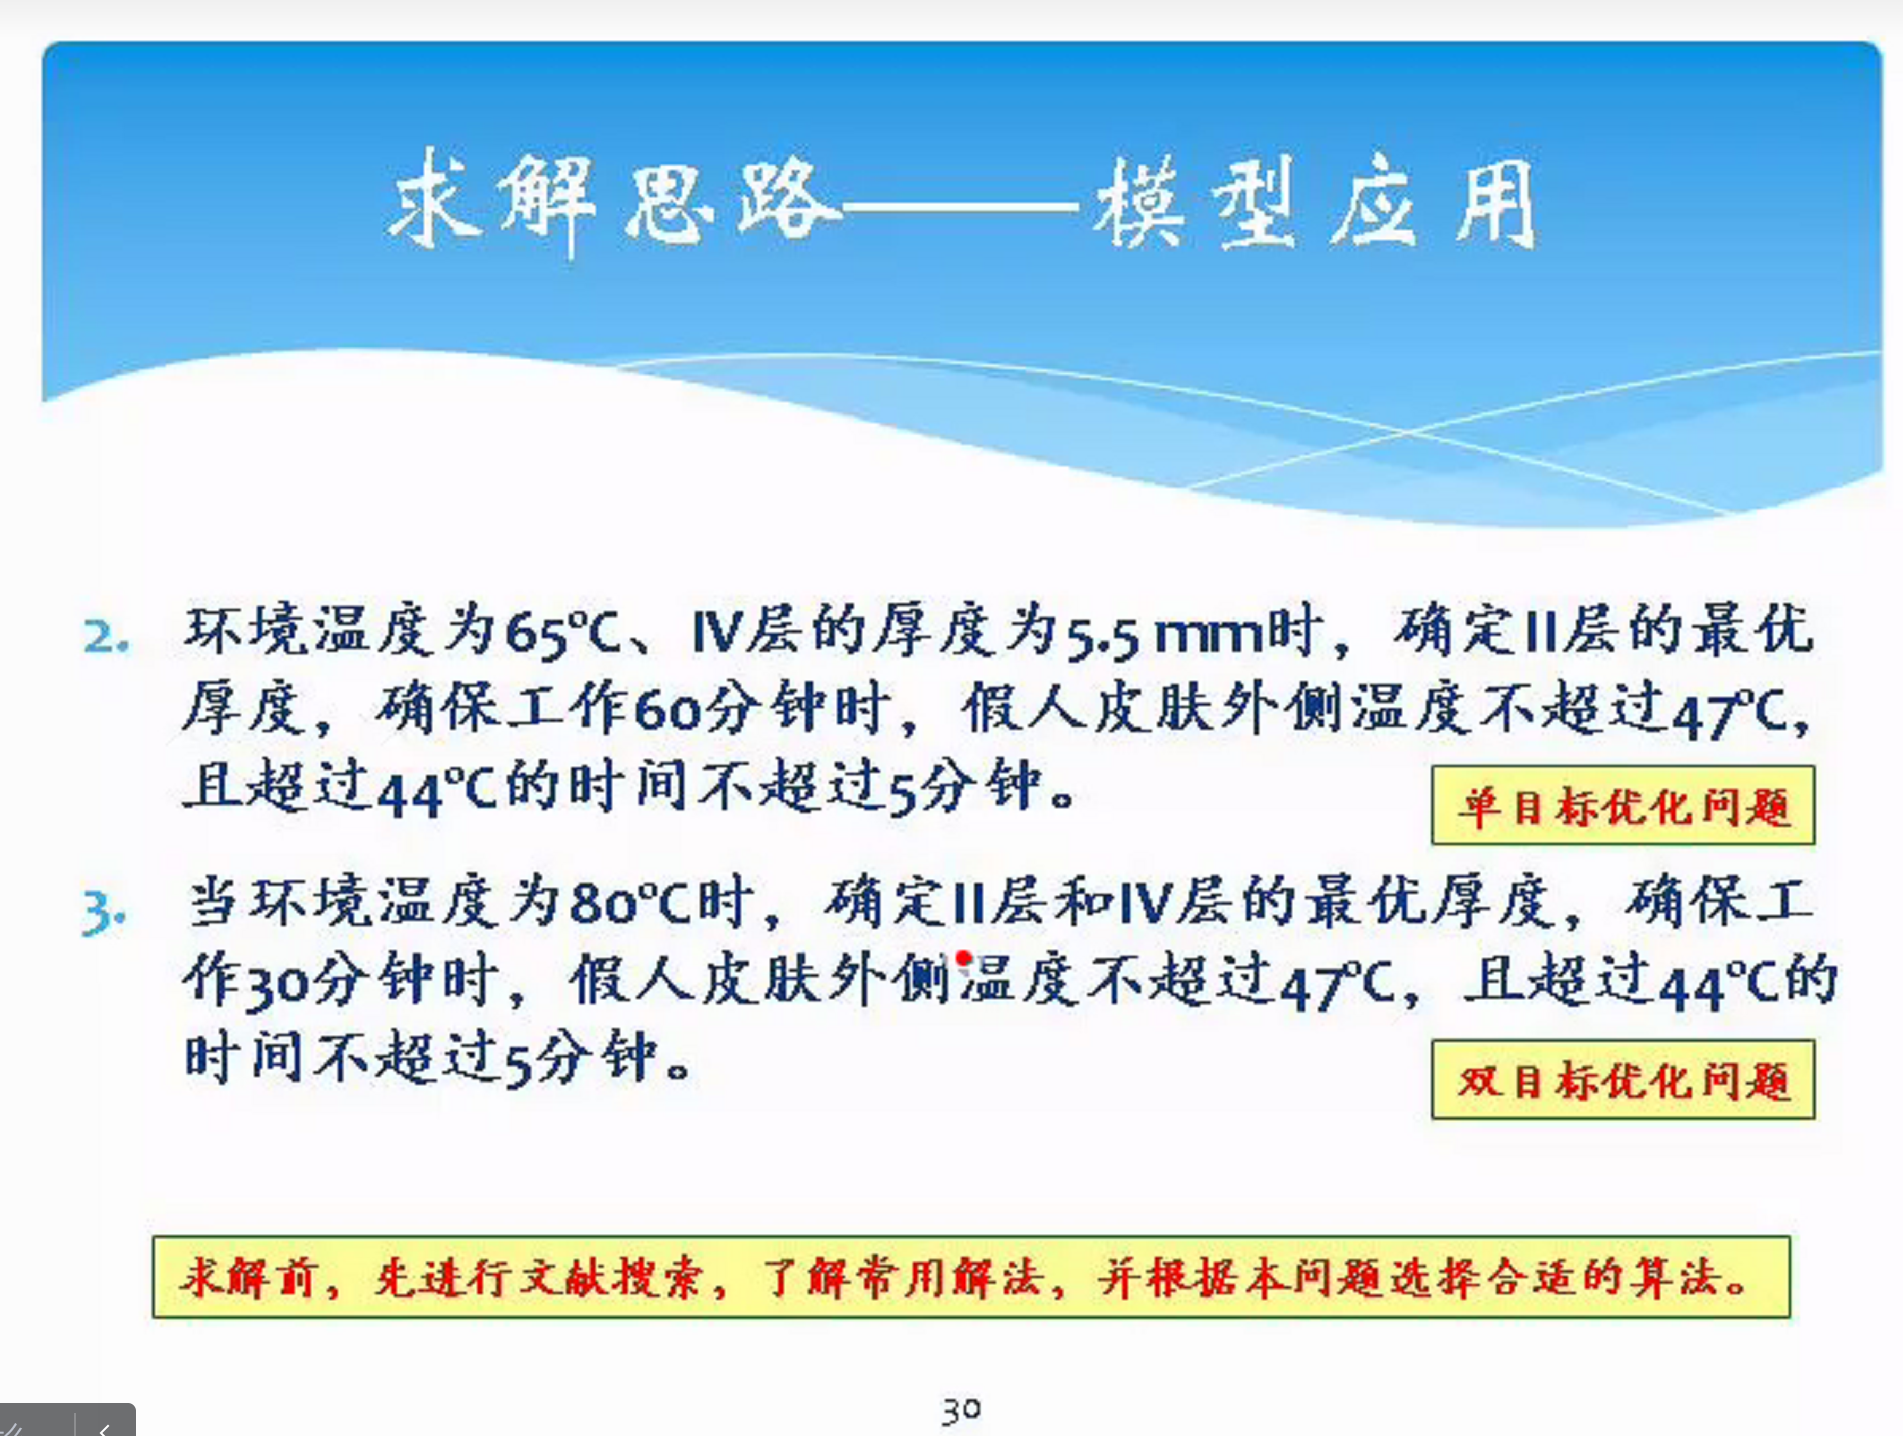 求解思路——模型应用
2. 环境温度为65ºC、IV层的厚度为5.5 mm时，确定II层的最优
厚度，确保工作60分钟时，假人皮肤外侧温度不超过47ºC，
且超过44ºC的时间不超过5分钟。
单目标优化问题
3. 当环境温度为80ºC时，确定II层和IV层的最优厚度，确保工
作30分钟时，假人皮肤外侧温度不超过47ºC，且超过44ºC的
时间不超过5分钟。
双目标优化问题
求解前，先进行文献搜索，了解常用解法，并根据本问题选择合适的算法。
30